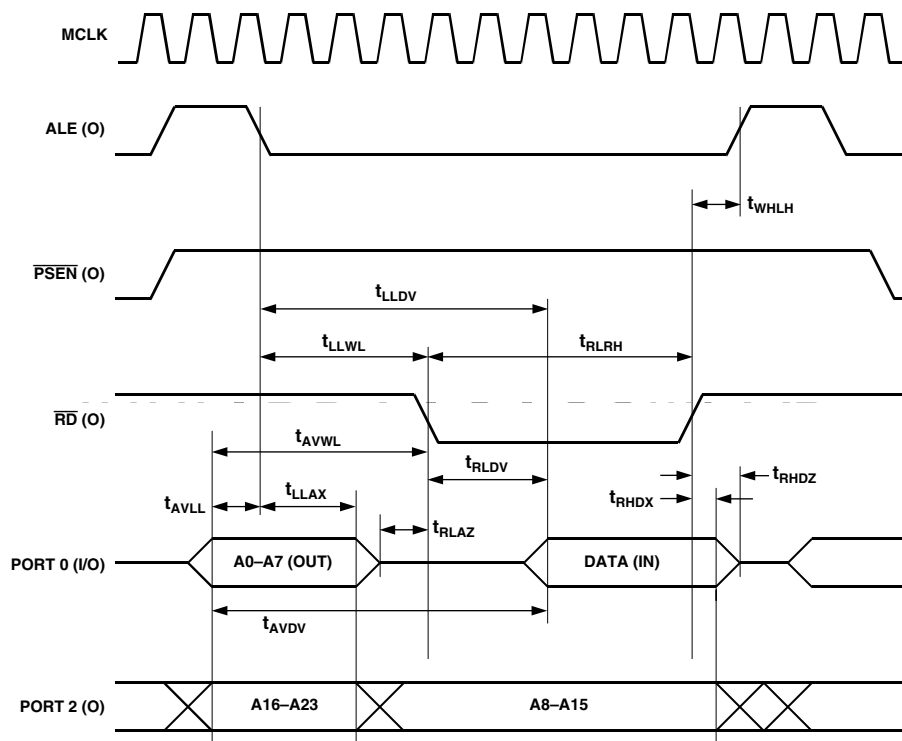 MCLK
ALE (O)
tWHLH
PSEN (O)
tLLDV
tLLWL
tRLRH
RD (O)
tAVWL
tRLDV
tRHDZ
tAVLL
tLLAX
tRHDX
tRLAZ
PORT 0 (I/O)
A0–A7 (OUT)
DATA (IN)
tAVDV
PORT 2 (O)
A16–A23
A8–A15